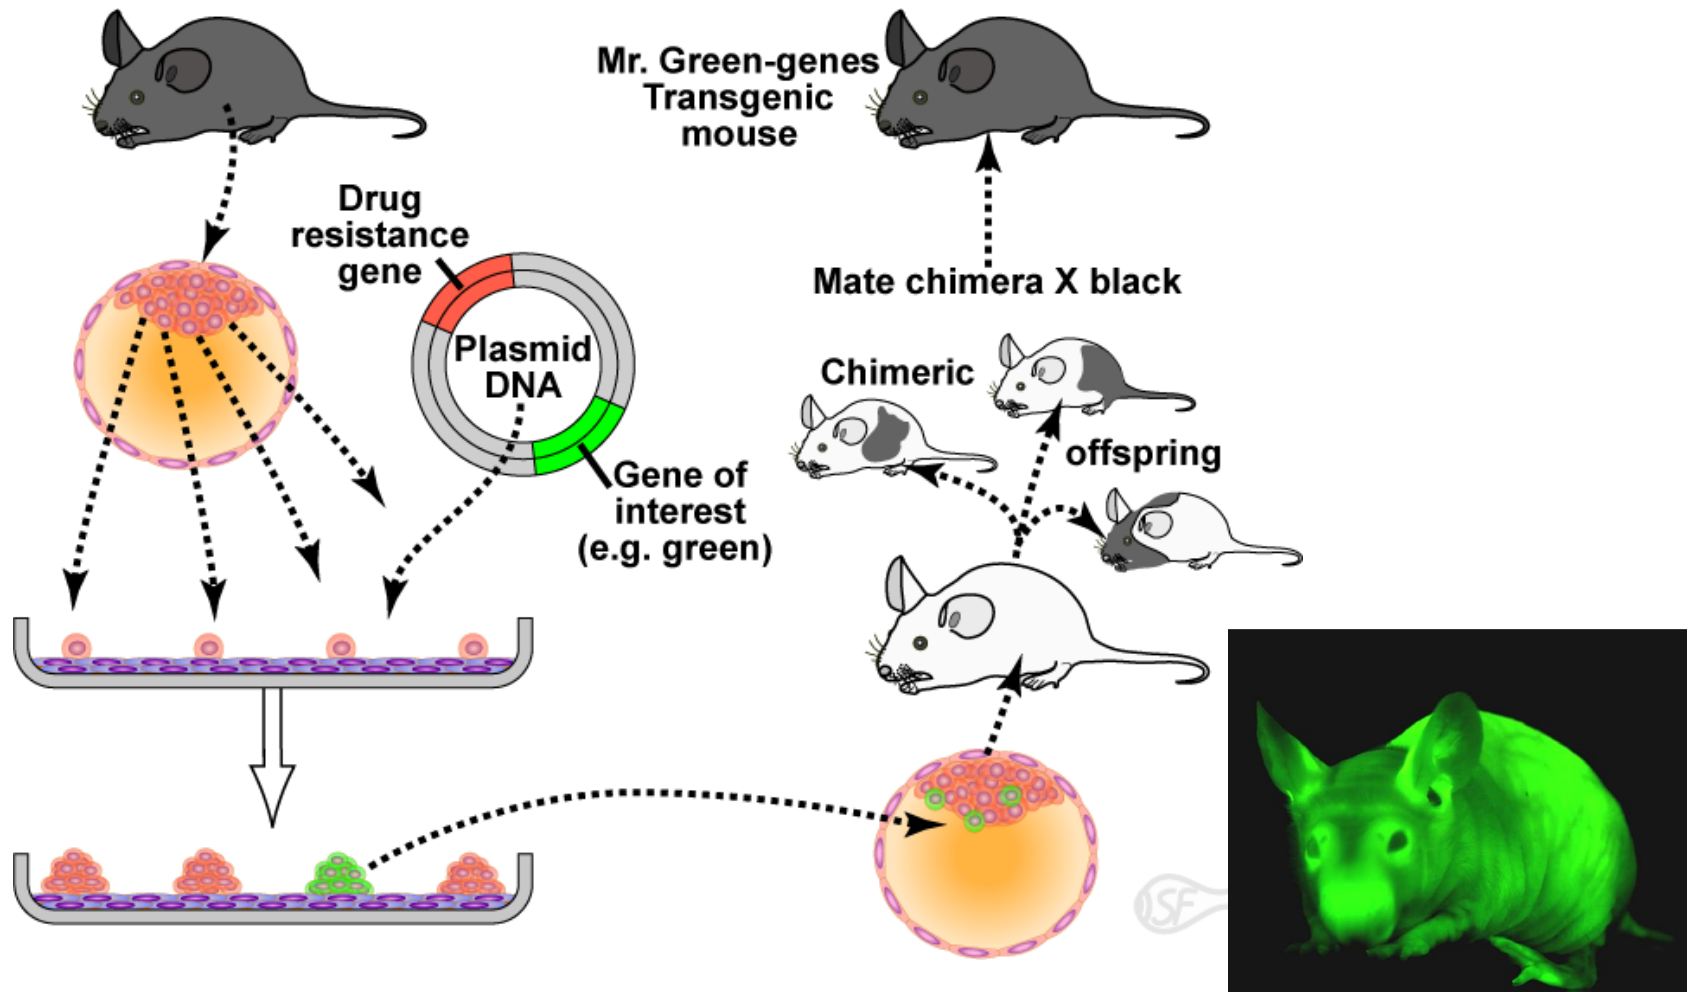 Mr. Green-genes
Transgenic
mouse
Drug
resistance
gene
Plasmid
DNA
Gene of
interest
(e.g. green)
Mate chimera X black
Chimeric
offspring
SF